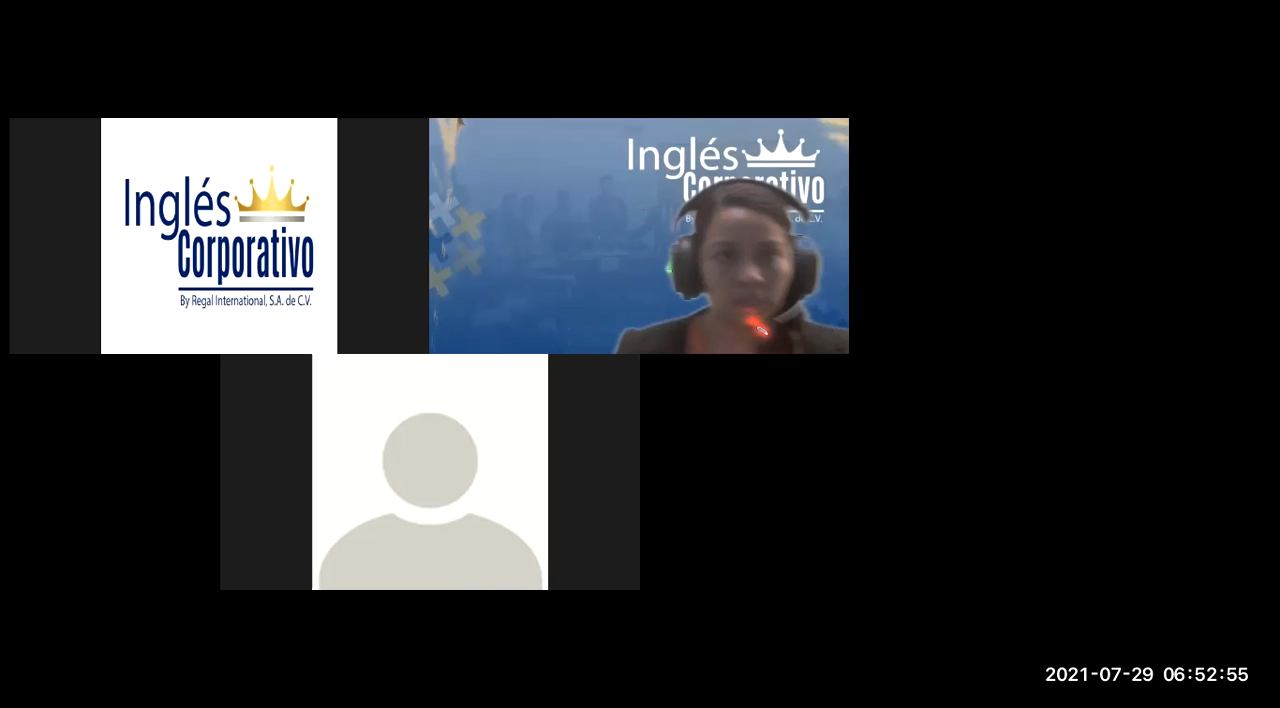 Inglés
Corporativo
By Regal International, S.A. de C.V.
Inglés
Corporativo
2021-07-29 06:52:55